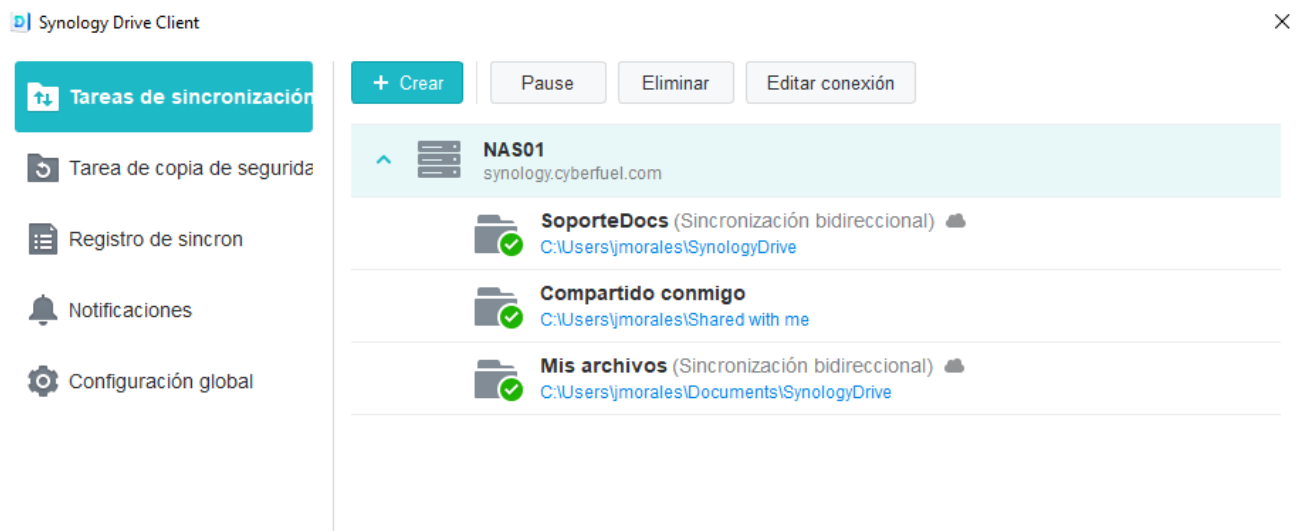 Synology Drive Client
Tareas de sincronización
Tarea de copia de segurida
Registro de sincron
Notificaciones
Configuración global
+ Crear
Pause
Eliminar
Editar conexión
NAS01
synology.cyberfuel.com
SoporteDocs (Sincronización bidireccional)
C:\Users\jmorales\SynologyDrive
Compartido conmigo
C:\Users\jmorales\Shared with me
Mis archivos (Sincronización bidireccional)
C:\Users\jmorales\Documents\SynologyDrive